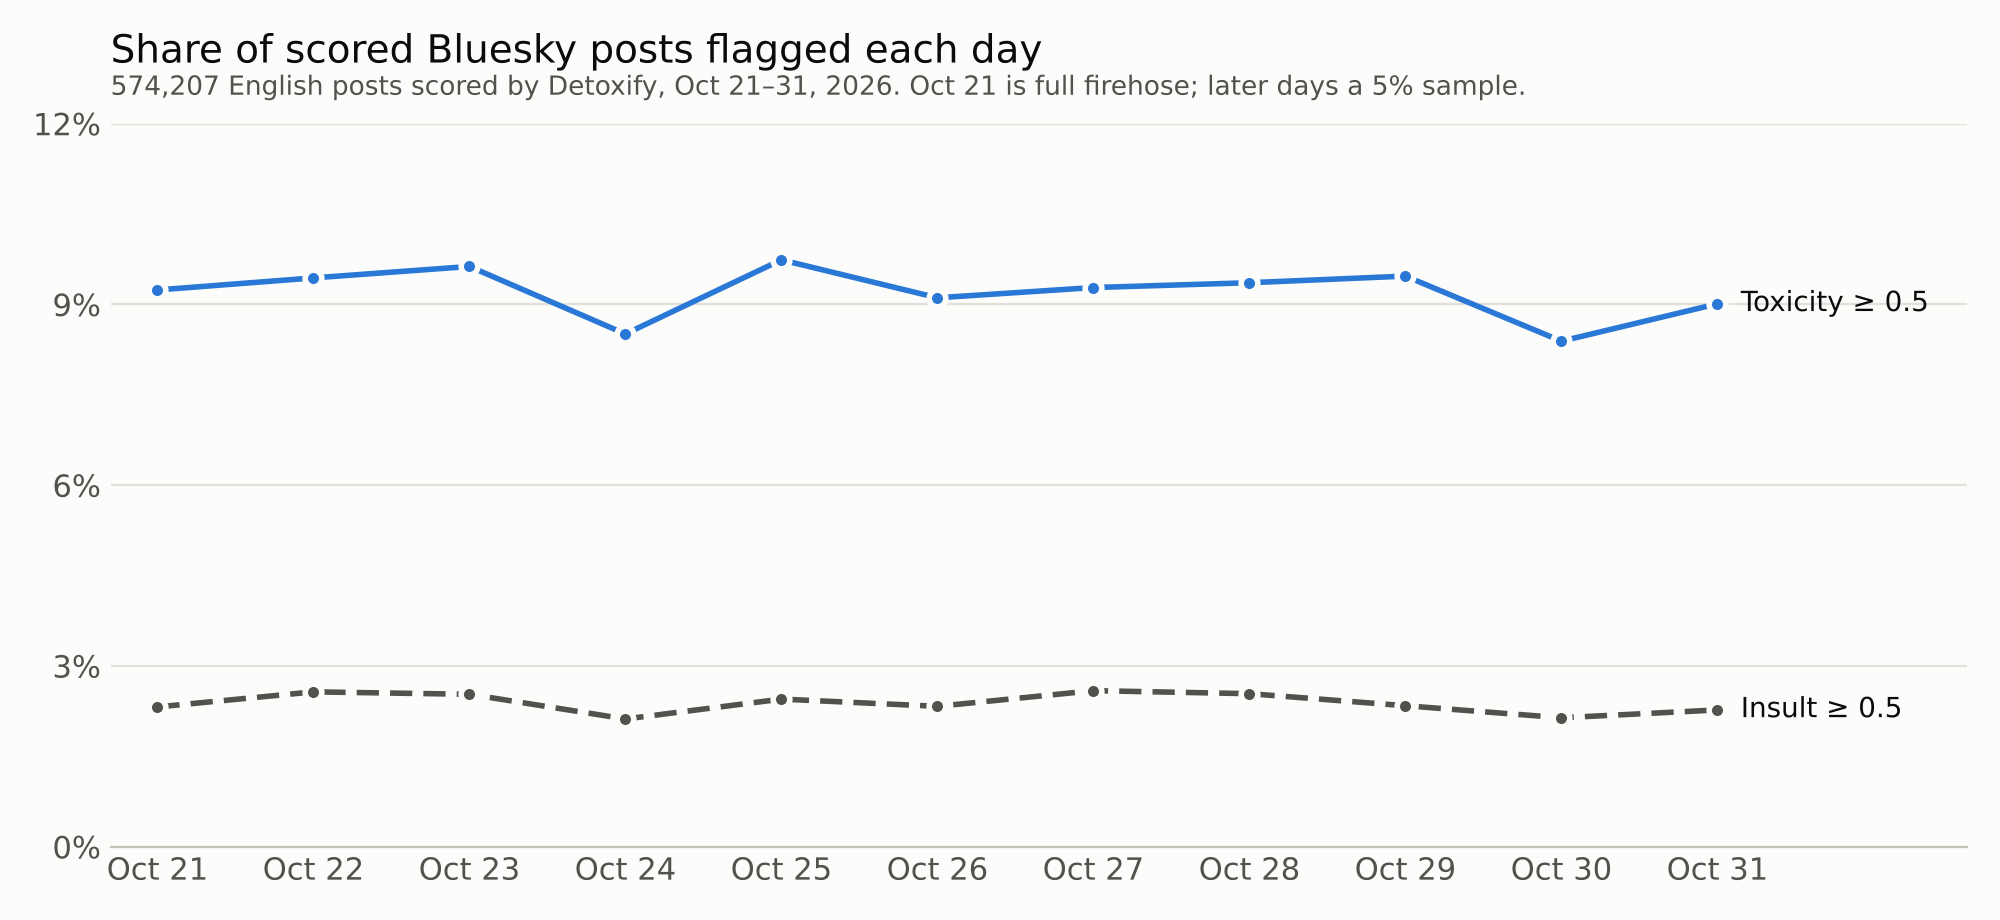 Share of scored Bluesky posts flagged each day
574,207 English posts scored by Detoxify, Oct 21–31, 2026. Oct 21 is full firehose; later days a 5% sample.
12%
9%
Toxicity ≥ 0.5
6%
3%
Insult ≥ 0.5
0%
Oct 21 Oct 22 Oct 23 Oct 24 Oct 25 Oct 26 Oct 27 Oct 28 Oct 29 Oct 30 Oct 31